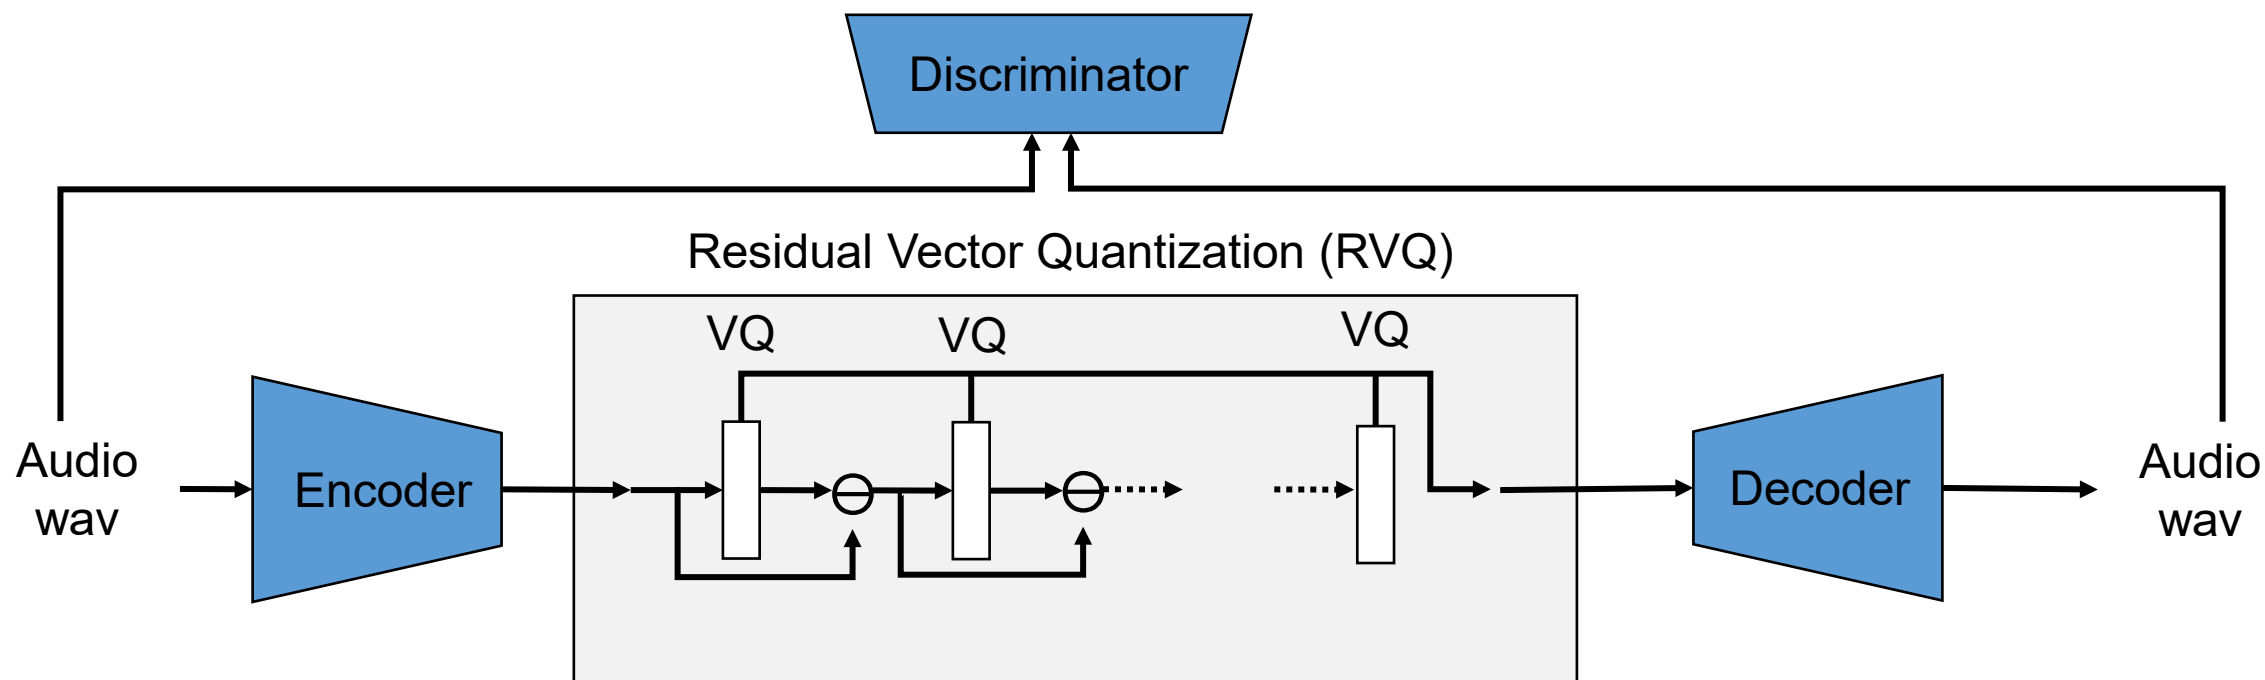 Discriminator
Residual Vector Quantization (RVQ)
VQ
VQ
VQ
Audio
wav
Encoder
Decoder
Audio
wav